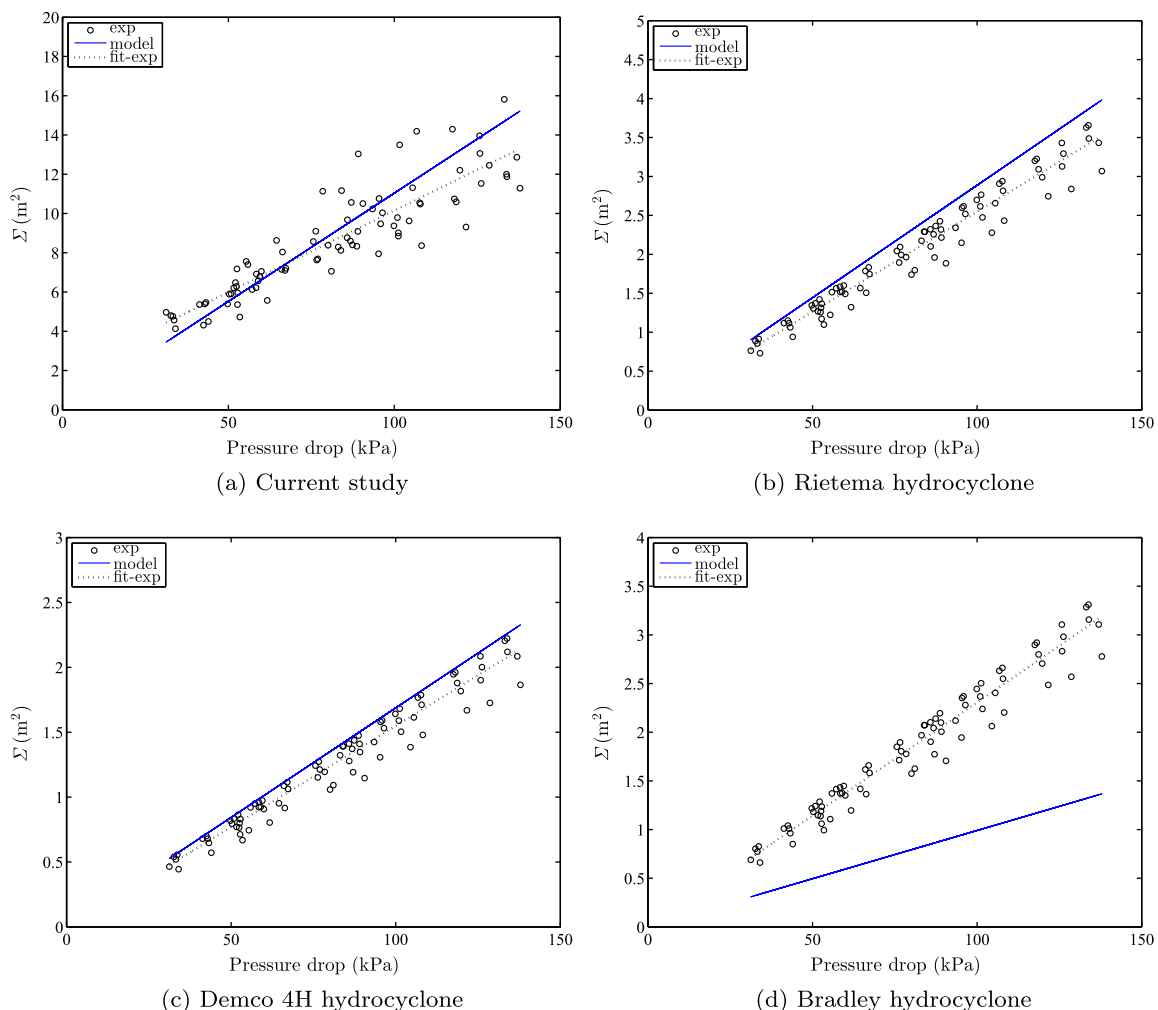 exp
model
fit-exp
20
18
16
14
12
10
8
6
4
2
0
Σ (m²)
0 50 100 150
Pressure drop (kPa)
(a) Current study
exp
model
fit-exp
5
4.5
4
3.5
3
2.5
2
1.5
1
0.5
0
Σ (m²)
0 50 100 150
Pressure drop (kPa)
(b) Rietema hydrocyclone
exp
model
fit-exp
3
2.5
2
1.5
1
0.5
0
Σ (m²)
0 50 100 150
Pressure drop (kPa)
(c) Demco 4H hydrocyclone
exp
model
fit-exp
4
3.5
3
2.5
2
1.5
1
0.5
0
Σ (m²)
0 50 100 150
Pressure drop (kPa)
(d) Bradley hydrocyclone